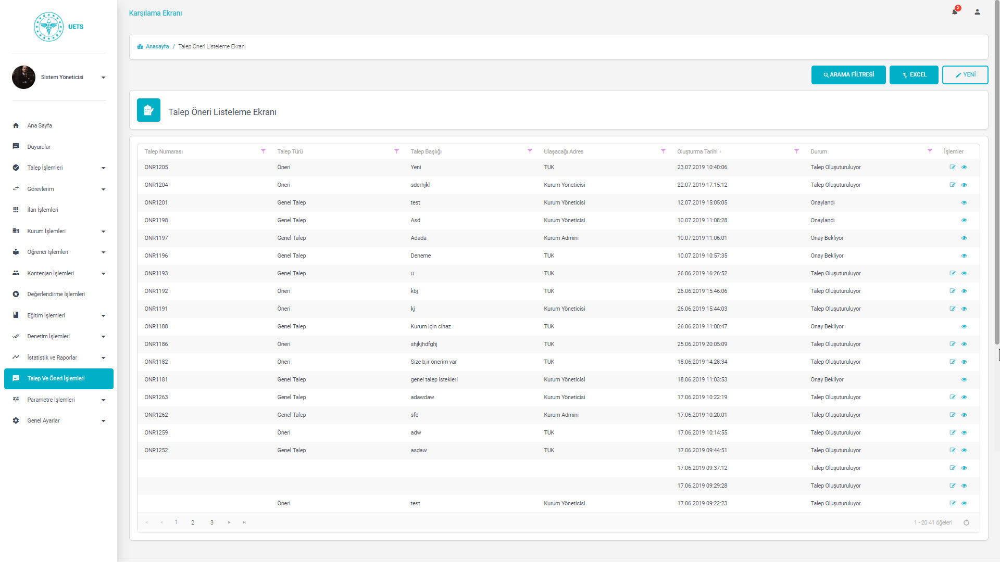 UETS
Sistem Yöneticisi
Ana Sayfa
Duyurular
Talep İşlemleri
Görevlerim
İlan İşlemleri
Kurum İşlemleri
Öğrenci İşlemleri
Kontenjan İşlemleri
Değerlendirme İşlemleri
Eğitim İşlemleri
Denetim İşlemleri
İstatistik ve Raporlar
Talep Ve Öneri İşlemleri
Parametre İşlemleri
Genel Ayarlar
Karşılama Ekranı
0
Anasayfa / Talep Öneri Listeleme Ekranı
ARAMA FİLTRESİ EXCEL YENİ
Talep Öneri Listeleme Ekranı
Talep Numarası Talep Türü Talep Başlığı Ulaşacağı Adres Oluşturma Tarihi Durum İşlemler
ONR1205 Öneri Yeni TUK 23.07.2019 10:40:06 Talep Oluşuturuluyor
ONR1204 Öneri sderhjkl Kurum Yöneticisi 22.07.2019 17:15:12 Talep Oluşuturuluyor
ONR1201 Genel Talep test Kurum Yöneticisi 12.07.2019 15:05:05 Onaylandı
ONR1198 Genel Talep Asd Kurum Yöneticisi 10.07.2019 11:08:28 Onaylandı
ONR1197 Genel Talep Adada Kurum Admini 10.07.2019 11:06:01 Onay Bekliyor
ONR1196 Genel Talep Deneme TUK 10.07.2019 10:57:35 Onay Bekliyor
ONR1193 Genel Talep u TUK 26.06.2019 16:26:52 Talep Oluşuturuluyor
ONR1192 Öneri kbj TUK 26.06.2019 15:46:06 Talep Oluşuturuluyor
ONR1191 Öneri kj Kurum Yöneticisi 26.06.2019 15:44:03 Talep Oluşuturuluyor
ONR1188 Genel Talep Kurum için cihaz TUK 26.06.2019 11:00:47 Onay Bekliyor
ONR1186 Öneri shjkjhdfghj TUK 25.06.2019 20:05:09 Talep Oluşuturuluyor
ONR1182 Öneri Size b,ir önerim var TUK 18.06.2019 14:28:34 Talep Oluşuturuluyor
ONR1181 Genel Talep genel talep istekleri Kurum Yöneticisi 18.06.2019 11:03:53 Onay Bekliyor
ONR1263 Genel Talep adawdaw Kurum Yöneticisi 17.06.2019 10:22:19 Talep Oluşuturuluyor
ONR1262 Genel Talep sfe Kurum Admini 17.06.2019 10:20:01 Talep Oluşuturuluyor
ONR1259 Öneri adw TUK 17.06.2019 10:14:55 Talep Oluşuturuluyor
ONR1252 Genel Talep asdaw TUK 17.06.2019 09:44:51 Talep Oluşuturuluyor
17.06.2019 09:37:12 Talep Oluşuturuluyor
17.06.2019 09:29:28 Talep Oluşuturuluyor
Öneri test Kurum Yöneticisi 17.06.2019 09:22:23 Talep Oluşuturuluyor
1 2 3 1 - 20 41 öğeleri